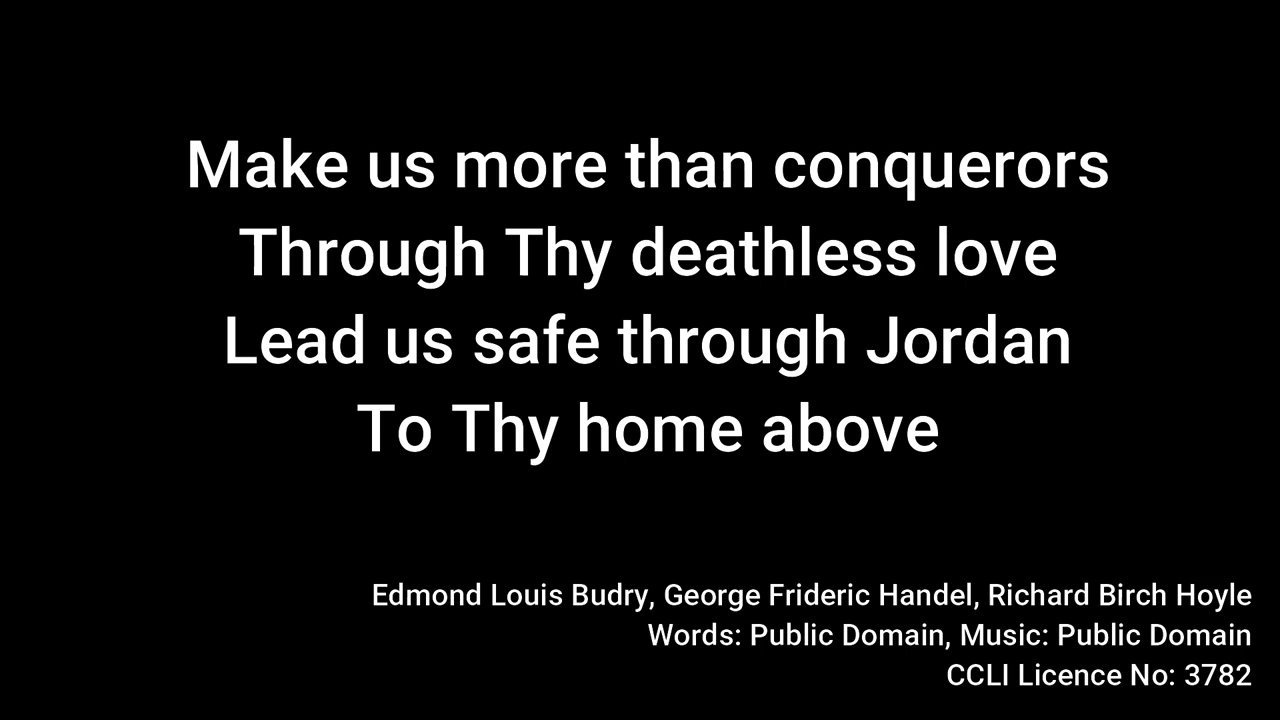 Make us more than conquerors
Through Thy deathless love
Lead us safe through Jordan
To Thy home above
Edmond Louis Budry, George Frideric Handel, Richard Birch Hoyle
Words: Public Domain, Music: Public Domain
CCLI Licence No: 3782